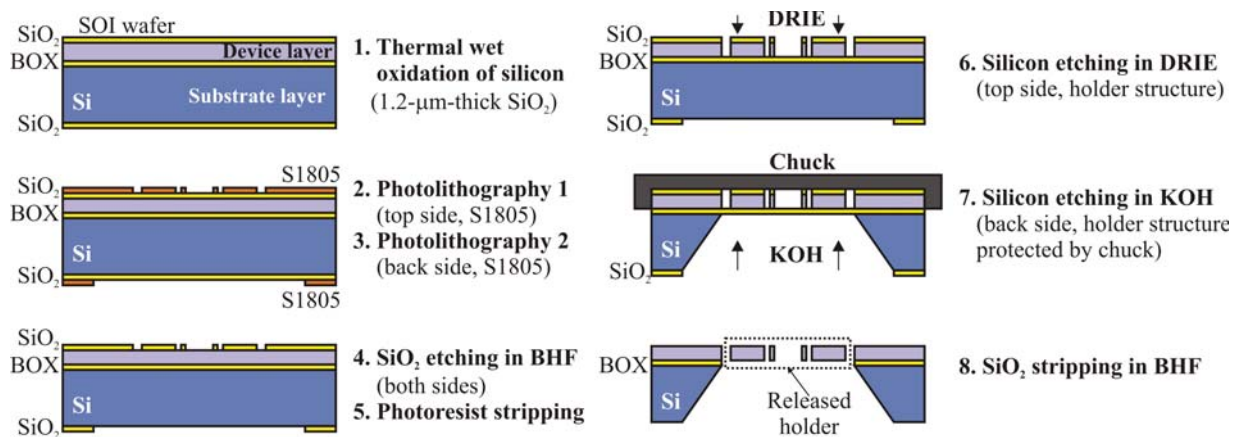 SOI wafer
SiO₂
Device layer
BOX
Si
Substrate layer
SiO₂
1. Thermal wet
oxidation of silicon
(1.2-μm-thick SiO₂)
S1805
SiO₂
BOX
Si
SiO₂
S1805
2. Photolithography 1
(top side, S1805)
3. Photolithography 2
(back side, S1805)
SiO₂
BOX
Si
SiO₂
4. SiO₂ etching in BHF
(both sides)
5. Photoresist stripping
DRIE
SiO₂
BOX
Si
SiO₂
6. Silicon etching in DRIE
(top side, holder structure)
Chuck
Si
KOH
SiO₂
7. Silicon etching in KOH
(back side, holder structure
protected by chuck)
BOX
Si
Released
holder
8. SiO₂ stripping in BHF